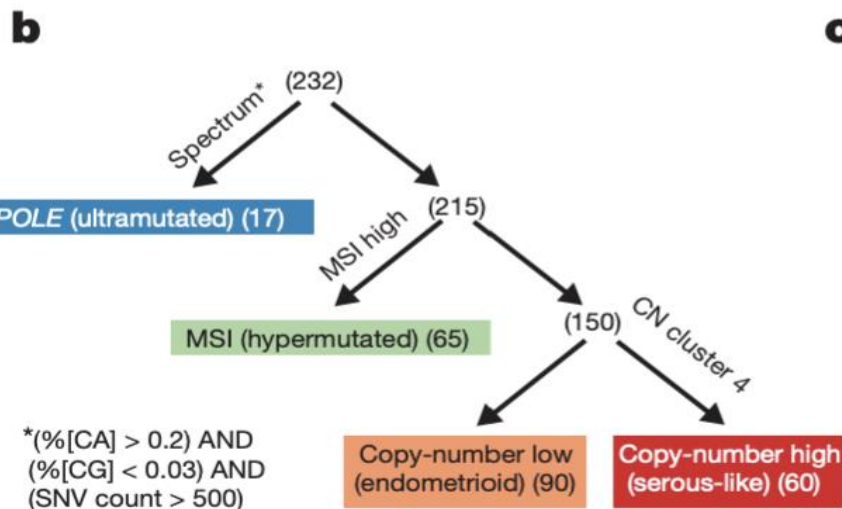 b
c
(232)
Spectrum*
POLE (ultramutated) (17)
(215)
MSI high
MSI (hypermutated) (65)
(150)
CN cluster 4
*(%[CA] > 0.2) AND
(%[CG] < 0.03) AND
(SNV count > 500)
Copy-number low
(endometrioid) (90)
Copy-number high
(serous-like) (60)